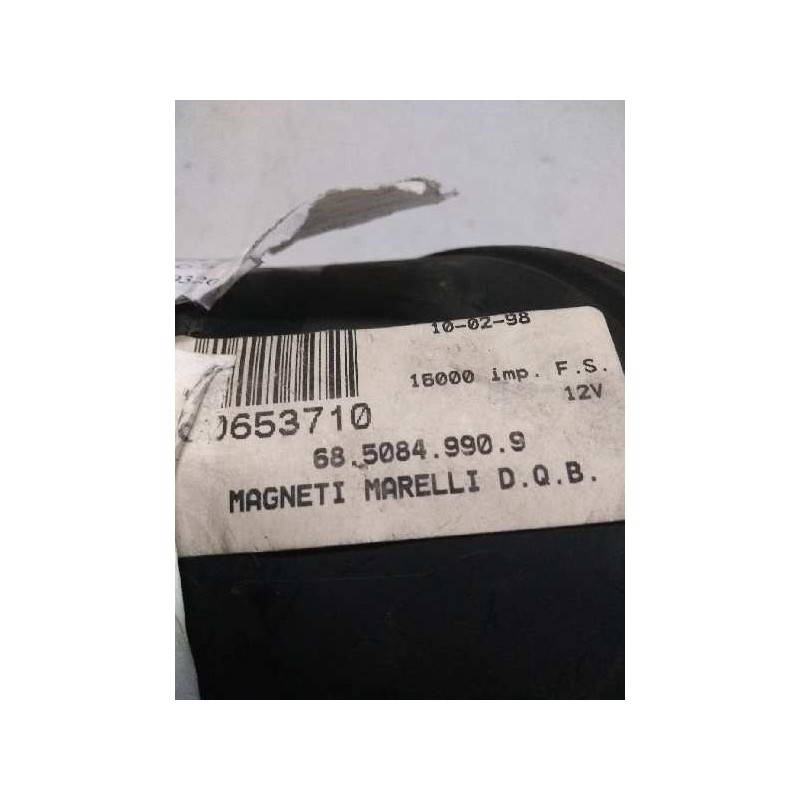 10-02-98
16000 imp. F.S.
12V
0653710
68.5084.990.9
MAGNETI MARELLI D.Q.B.